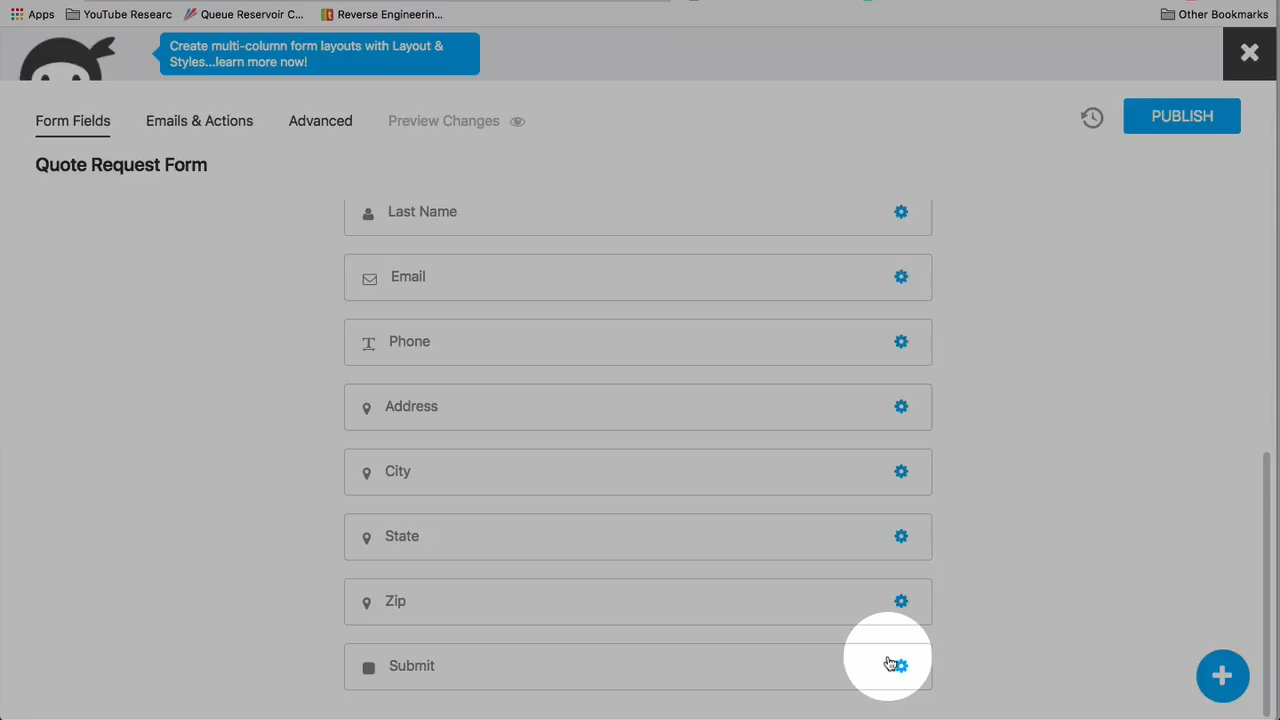 Apps YouTube Researc Queue Reservoir C... Reverse Engineerin... Other Bookmarks
Create multi-column form layouts with Layout &
Styles...learn more now!
Form Fields Emails & Actions Advanced Preview Changes PUBLISH
Quote Request Form
Last Name
Email
Phone
Address
City
State
Zip
Submit